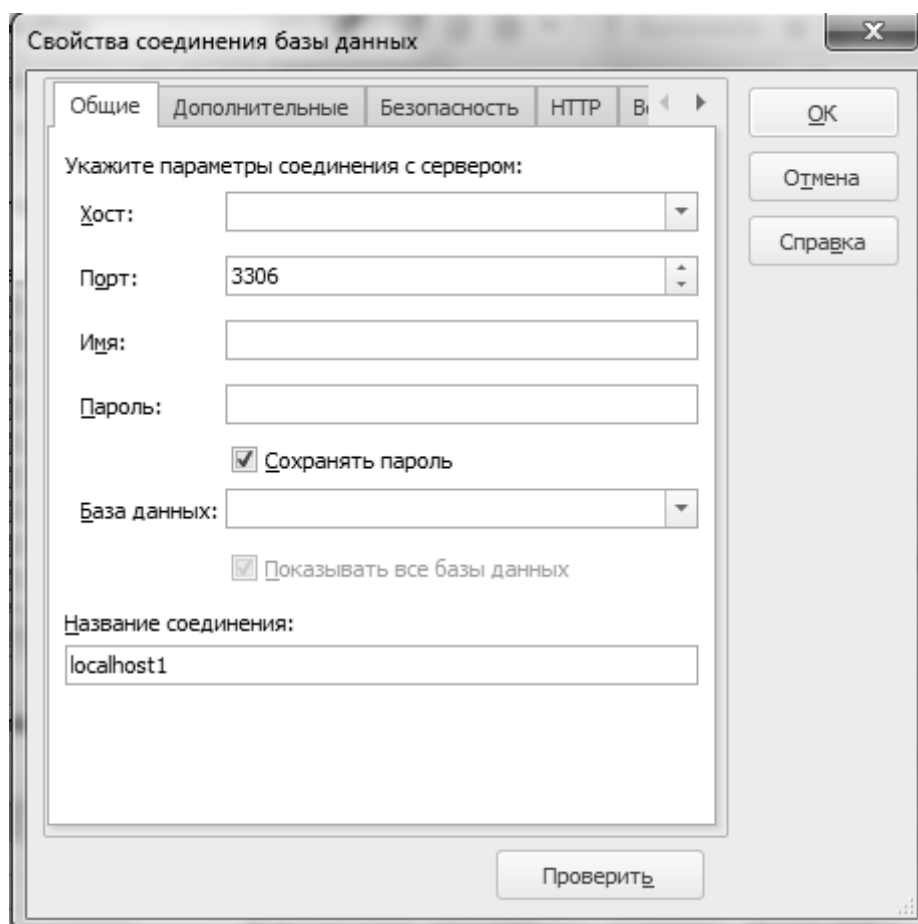 Свойства соединения базы данных
Общие Дополнительные Безопасность HTTP
OK
Отмена
Справка
Укажите параметры соединения с сервером:
Хост:
Порт: 3306
Имя:
Пароль:
Сохранять пароль
База данных:
Показывать все базы данных
Название соединения:
localhost1
Проверить